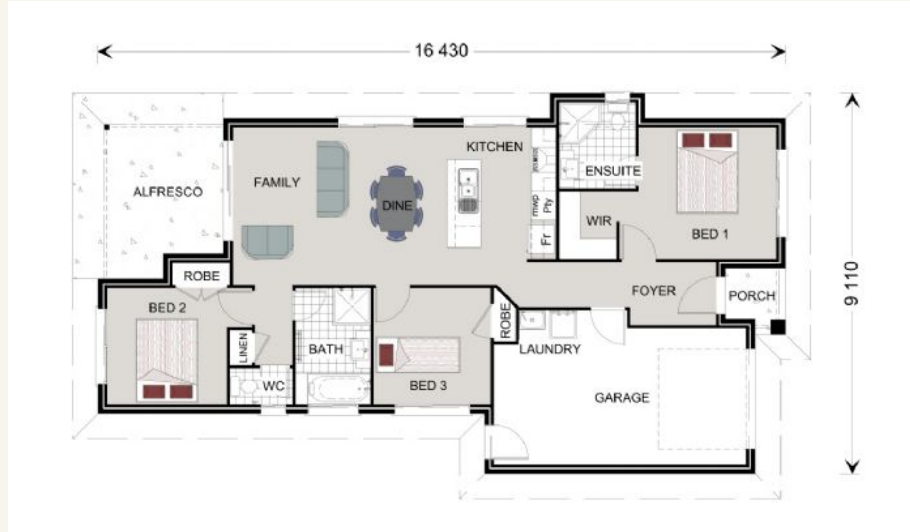 16 430
KITCHEN
FAMILY
ENSUITE
ALFRESCO
DINE
mwp
Pty
WIR
BED 1
Fr
ROBE
FOYER
PORCH
9 110
BED 2
ROBE
LINEN
BATH
LAUNDRY
WC
BED 3
GARAGE